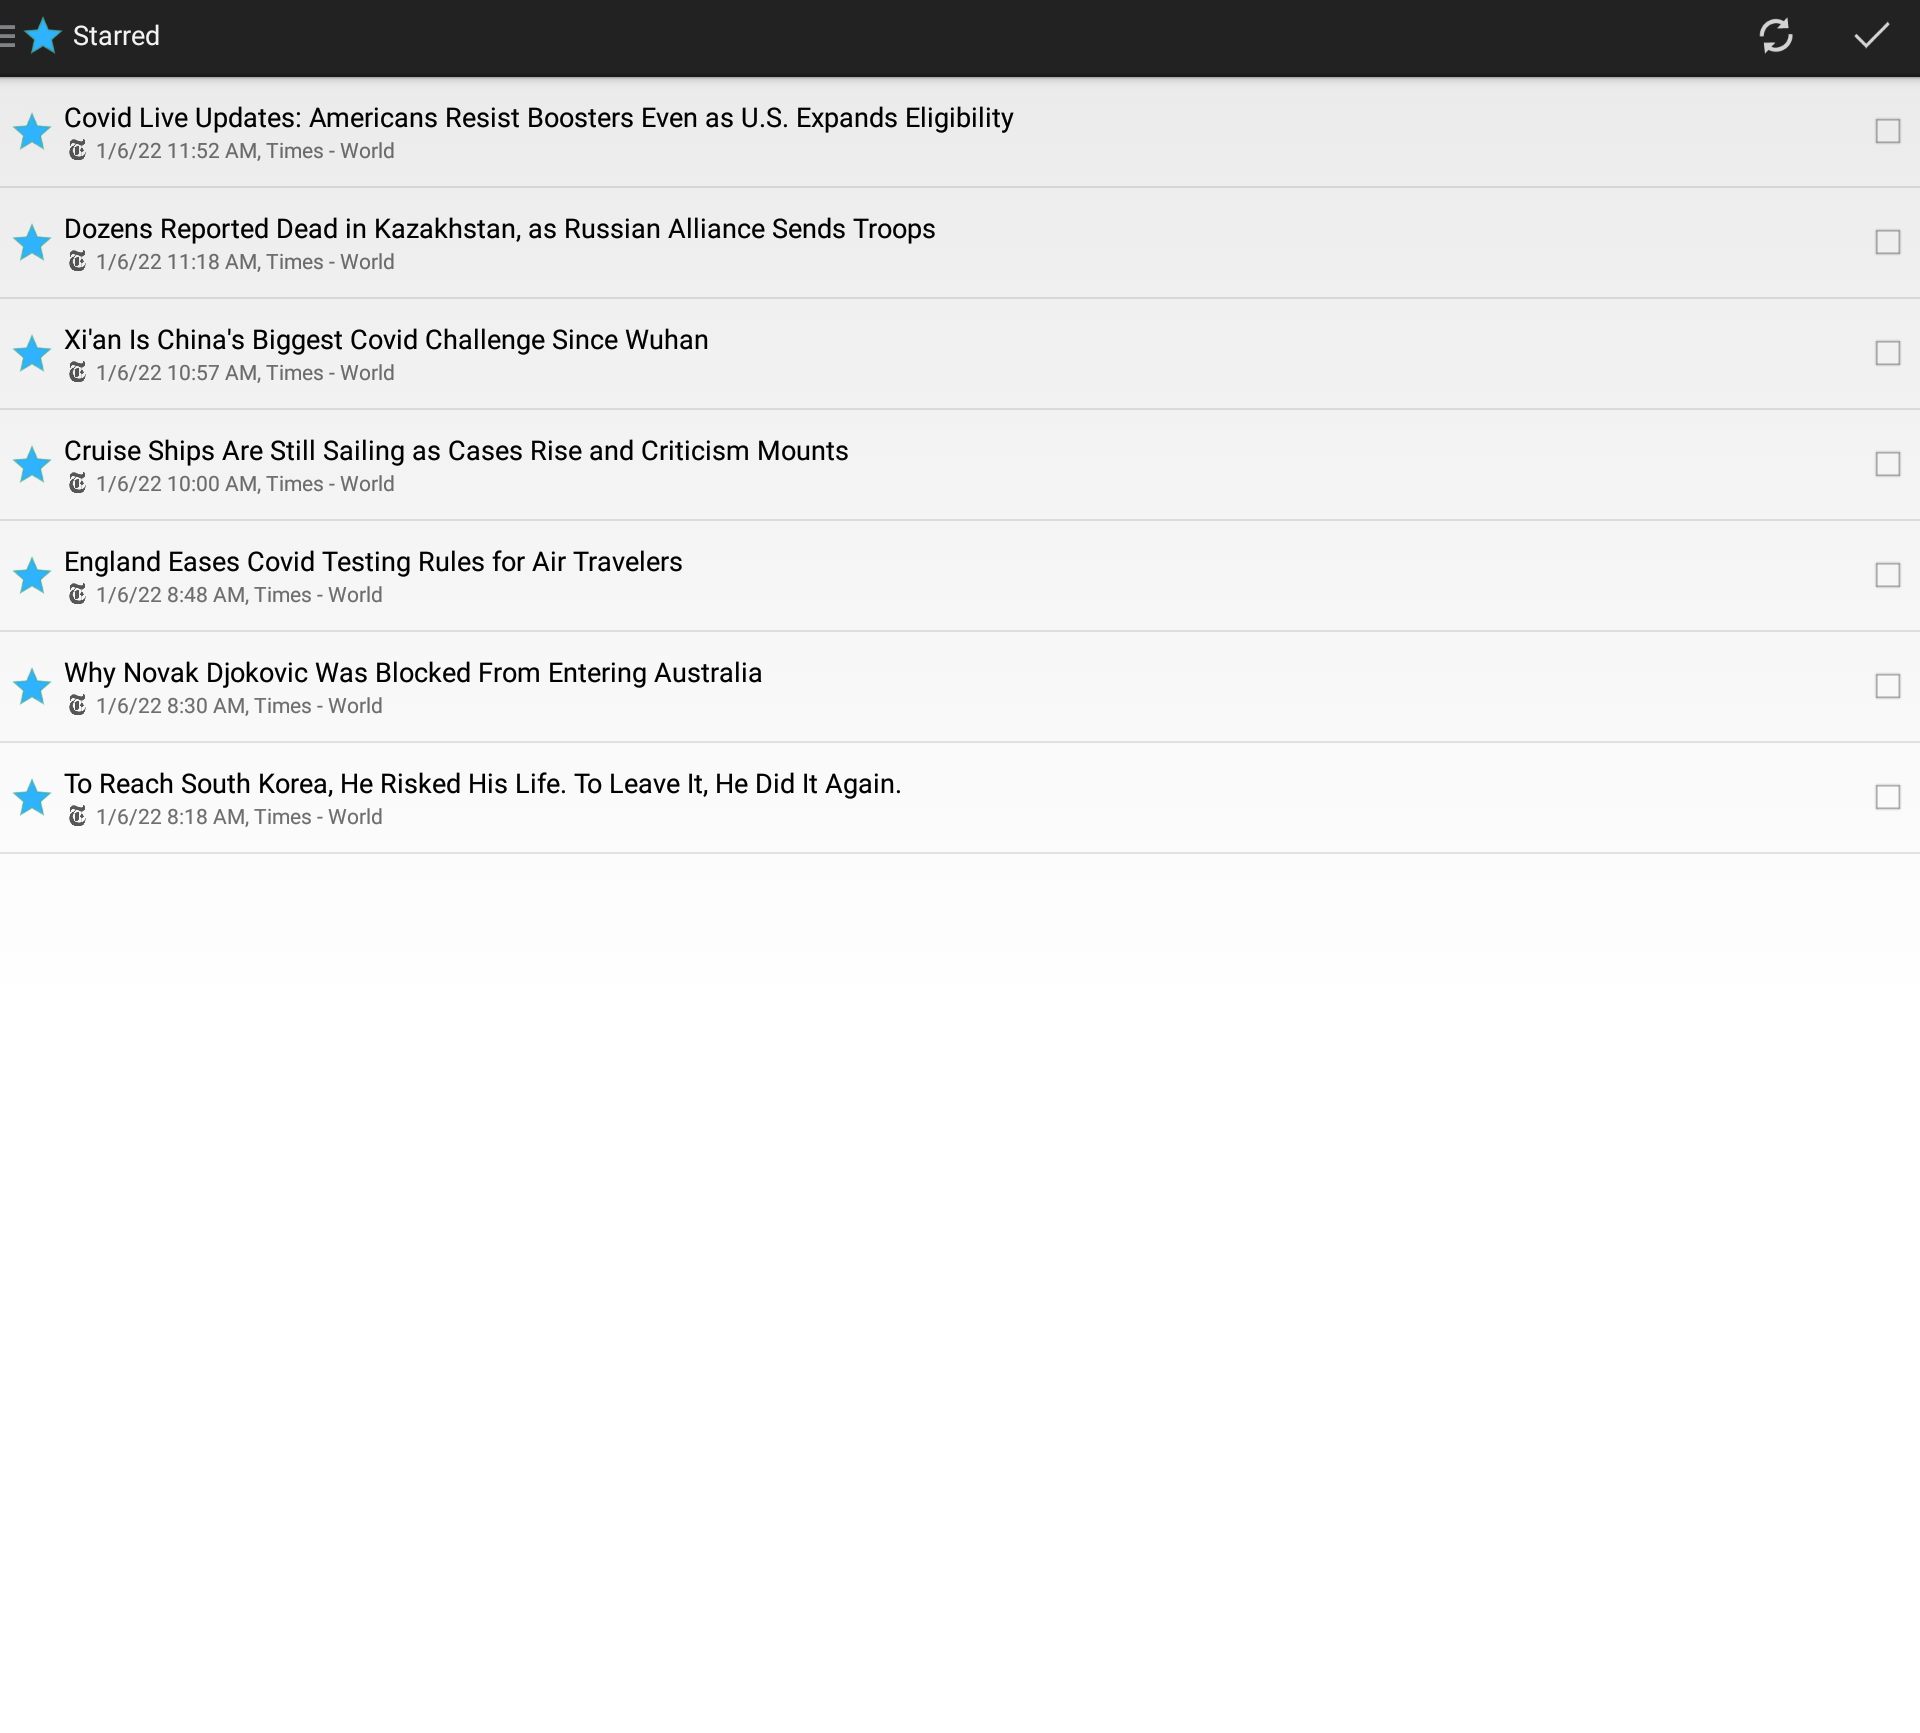 Starred
Covid Live Updates: Americans Resist Boosters Even as U.S. Expands Eligibility
1/6/22 11:52 AM, Times - World
Dozens Reported Dead in Kazakhstan, as Russian Alliance Sends Troops
1/6/22 11:18 AM, Times - World
Xi'an Is China's Biggest Covid Challenge Since Wuhan
1/6/22 10:57 AM, Times - World
Cruise Ships Are Still Sailing as Cases Rise and Criticism Mounts
1/6/22 10:00 AM, Times - World
England Eases Covid Testing Rules for Air Travelers
1/6/22 8:48 AM, Times - World
Why Novak Djokovic Was Blocked From Entering Australia
1/6/22 8:30 AM, Times - World
To Reach South Korea, He Risked His Life. To Leave It, He Did It Again.
1/6/22 8:18 AM, Times - World